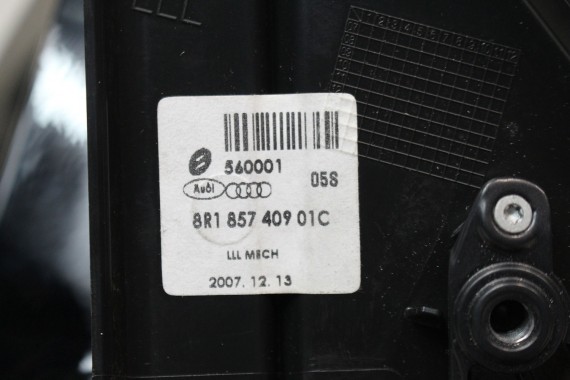 560001
05S
Audi
8R1 857 409 01C
LLL MECH
2007. 12. 13